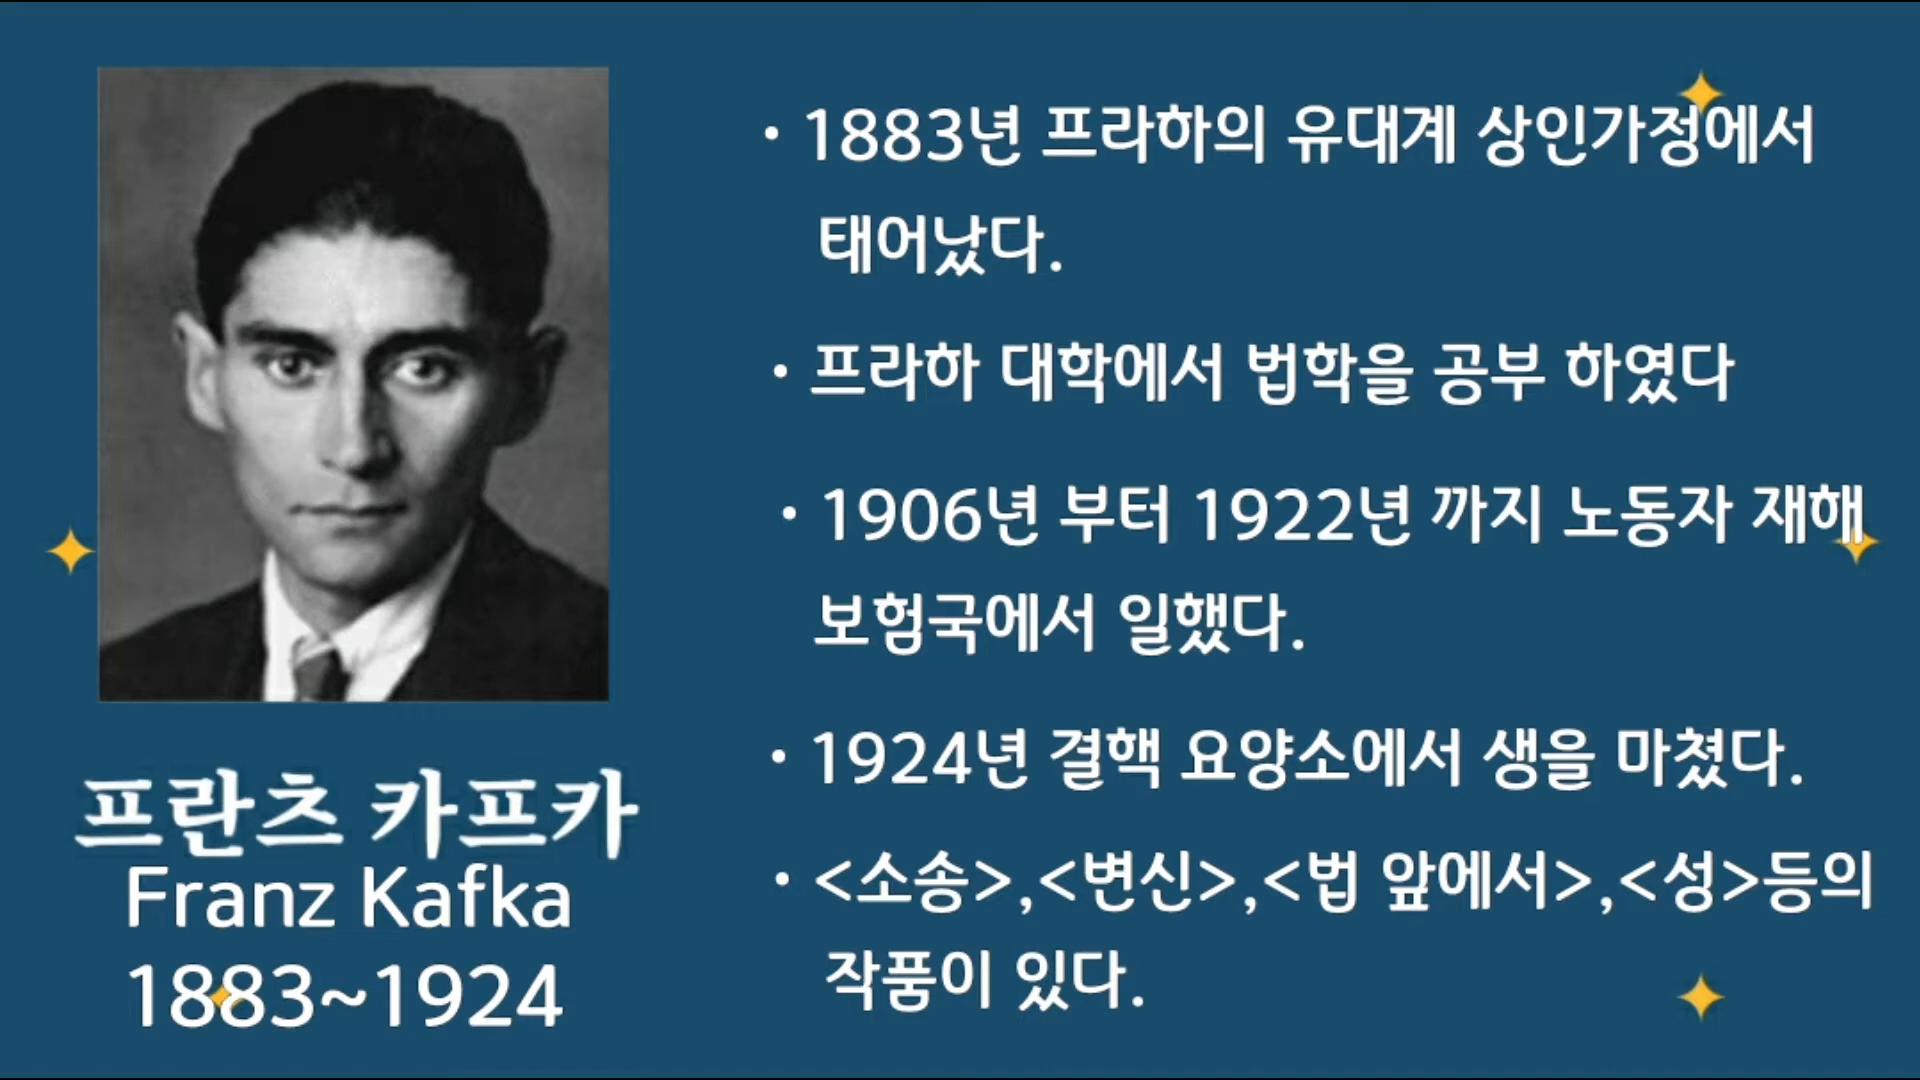 프란츠 카프카
Franz Kafka
1883~1924
· 1883년 프라하의 유대계 상인가정에서
태어났다.
· 프라하 대학에서 법학을 공부 하였다
· 1906년 부터 1922년 까지 노동자 재해
보험국에서 일했다.
· 1924년 결핵 요양소에서 생을 마쳤다.
· <소송>,<변신>,<법 앞에서>,<성>등의
작품이 있다.